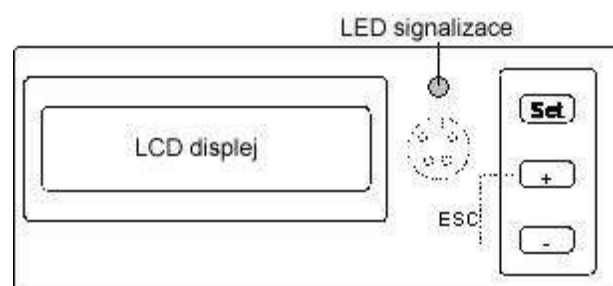 LED signalizace
LCD displej
Set
+
ESC
-